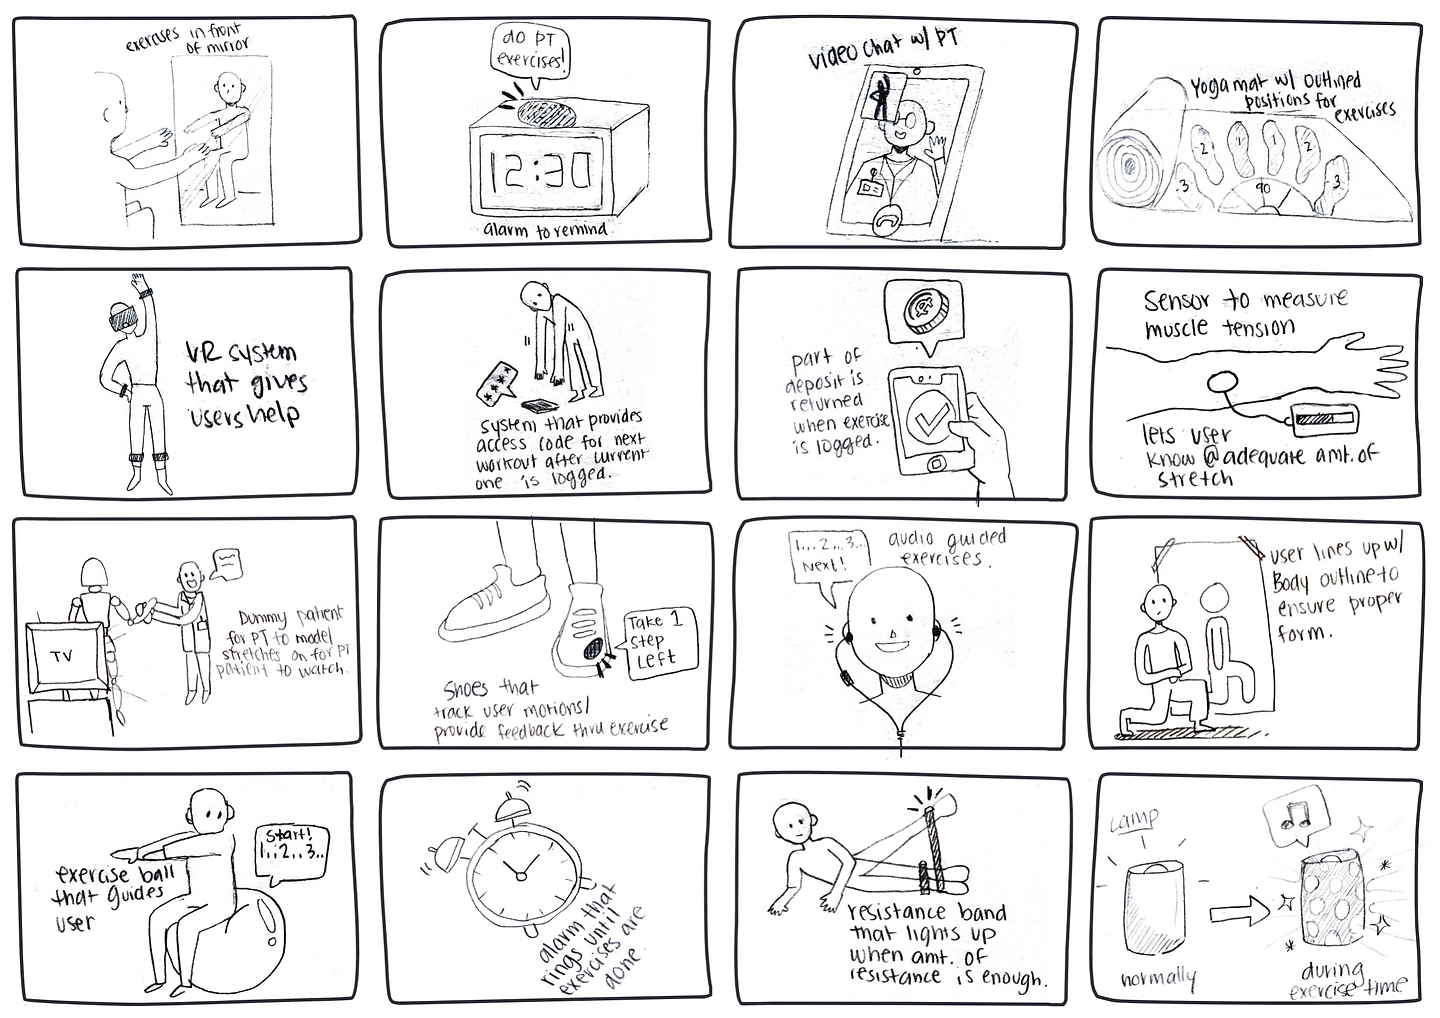 exercises in front
of mirror
do PT
exercises!
12:30
alarm to remind
video chat w/ PT
Yoga mat w/ outlined
positions for
exercises
3
2
1
1
2
3
90
VR system
that gives
users help
****
system that provides
access code for next
workout after current
one is logged.
part of
deposit is
returned
when exercise
is logged.
Sensor to measure
muscle tension
lets user
know @ adequate amt. of
stretch
TV
Dummy patient
for PT to model
stretches on for PT
patient to watch.
Take 1
step
Left
Shoes that
track user motions/
provide feedback thru exercise
1,,, 2,,, 3...
Next!
audio guided
exercises.
user lines up w/
Body outline to
ensure proper
form.
Start!
1,,; 2,,, 3..
exercise ball
that guides
user
alarm that
rings until
exercises are
done.
resistance band
that lights up
when amt. of
resistance is enough.
Lamp
normally
during
exercise time